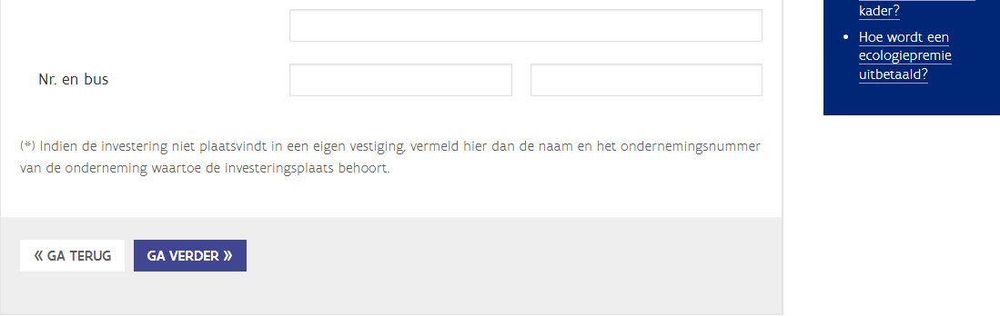 Nr. en bus
(*) Indien de investering niet plaatsvindt in een eigen vestiging, vermeld hier dan de naam en het ondernemingsnummer
van de onderneming waartoe de investeringsplaats behoort.
« GA TERUG
GA VERDER »
kader?
• Hoe wordt een
ecologiepremie
uitbetaald?